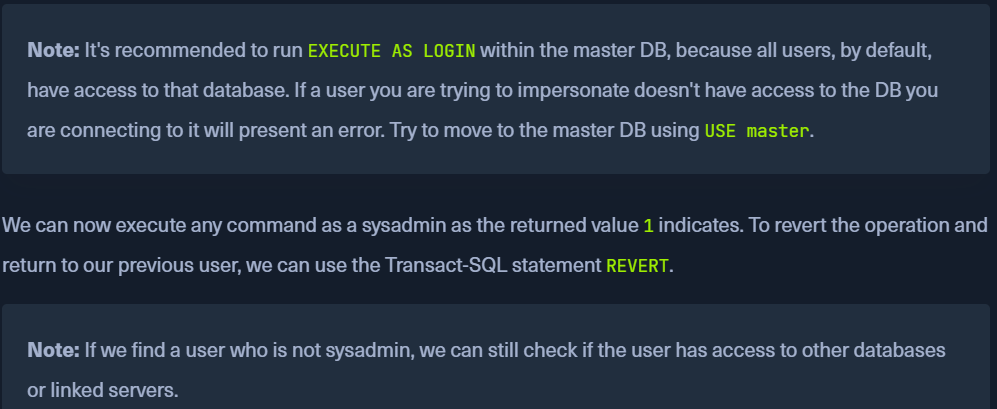 Note: It's recommended to run EXECUTE AS LOGIN within the master DB, because all users, by default,
have access to that database. If a user you are trying to impersonate doesn't have access to the DB you
are connecting to it will present an error. Try to move to the master DB using USE master.
We can now execute any command as a sysadmin as the returned value 1 indicates. To revert the operation and
return to our previous user, we can use the Transact-SQL statement REVERT.
Note: If we find a user who is not sysadmin, we can still check if the user has access to other databases
or linked servers.